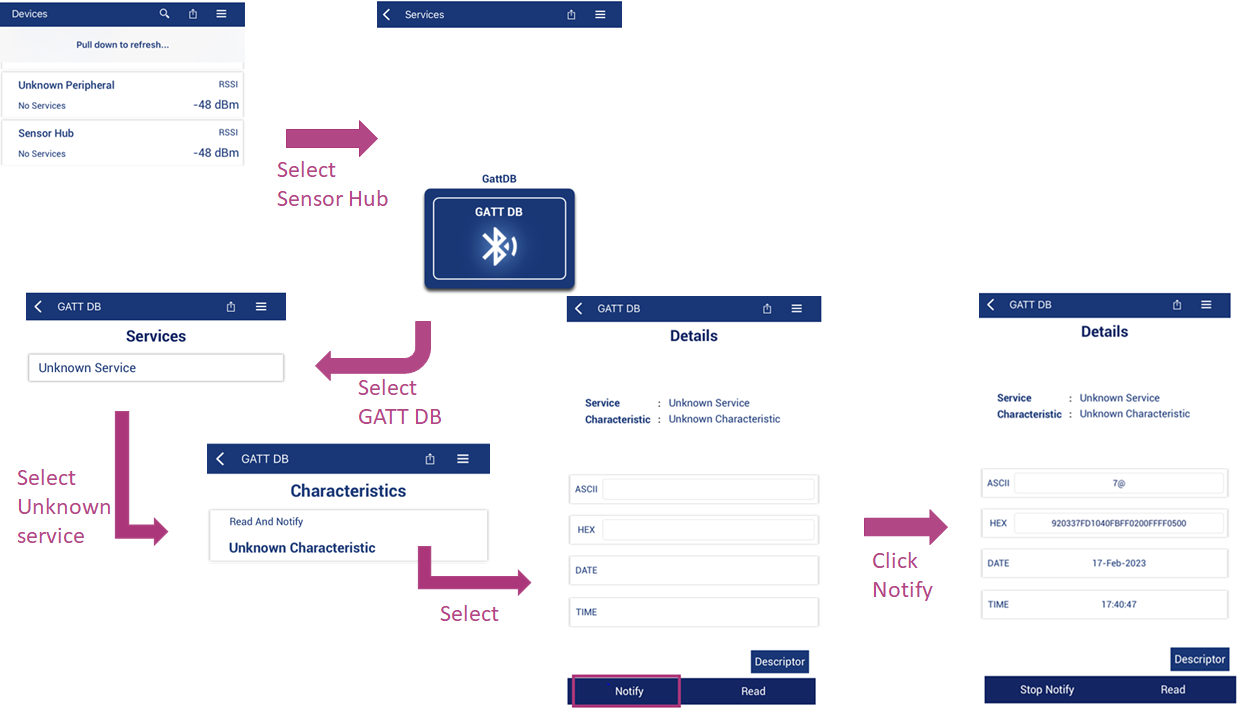 Devices
Pull down to refresh...
Unknown Peripheral
RSSI
No Services
-48 dBm
Sensor Hub
RSSI
No Services
-48 dBm
Select
Sensor Hub
Services
GattDB
GATT DB
Select
GATT DB
GATT DB
Services
Unknown Service
Select
Unknown
service
GATT DB
Characteristics
Read And Notify
Unknown Characteristic
Select
GATT DB
Details
Service : Unknown Service
Characteristic : Unknown Characteristic
ASCII
HEX
DATE
TIME
Descriptor
Notify
Read
Click
Notify
GATT DB
Details
Service : Unknown Service
Characteristic : Unknown Characteristic
ASCII 7@
HEX 920337FD1040FBFF0200FFFF0500
DATE 17-Feb-2023
TIME 17:40:47
Descriptor
Stop Notify
Read